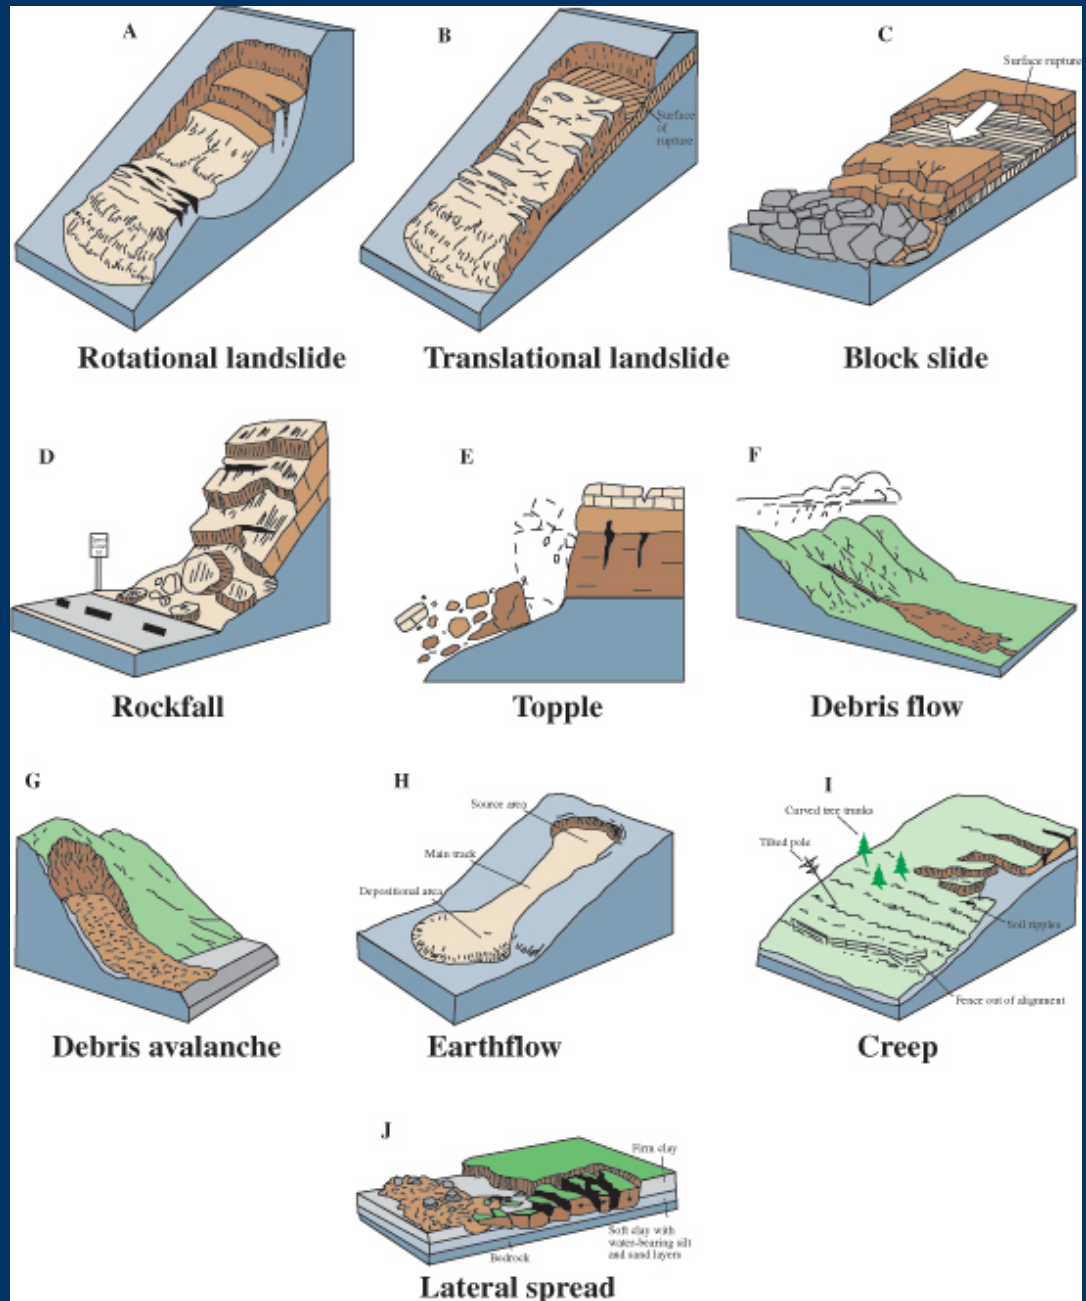 A
B
C
Surface rupture
Surface
of
rupture
Toe
Rotational landslide
Translational landslide
Block slide
D
E
F
Rockfall
Topple
Debris flow
G
H
I
Source area
Main track
Depositional area
Curved tree trunks
Tilted pole
Soil ripples
Fence out of alignment
Debris avalanche
Earthflow
Creep
J
Firm clay
Soft clay with
water-bearing silt
and sand layers
Bedrock
Lateral spread